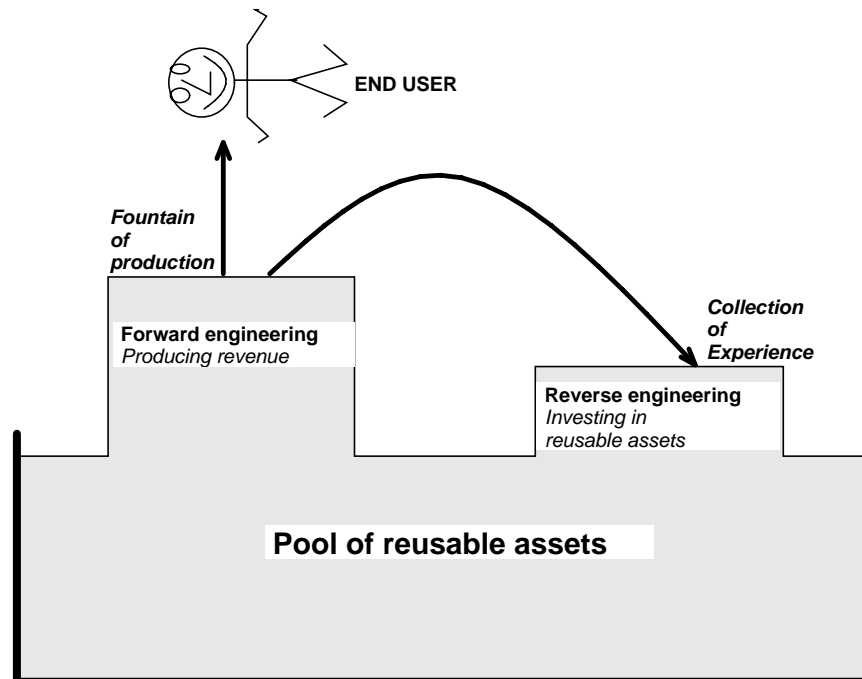 END USER
Fountain
of
production
Collection
of
Experience
Forward engineering
Producing revenue
Reverse engineering
Investing in
reusable assets
Pool of reusable assets